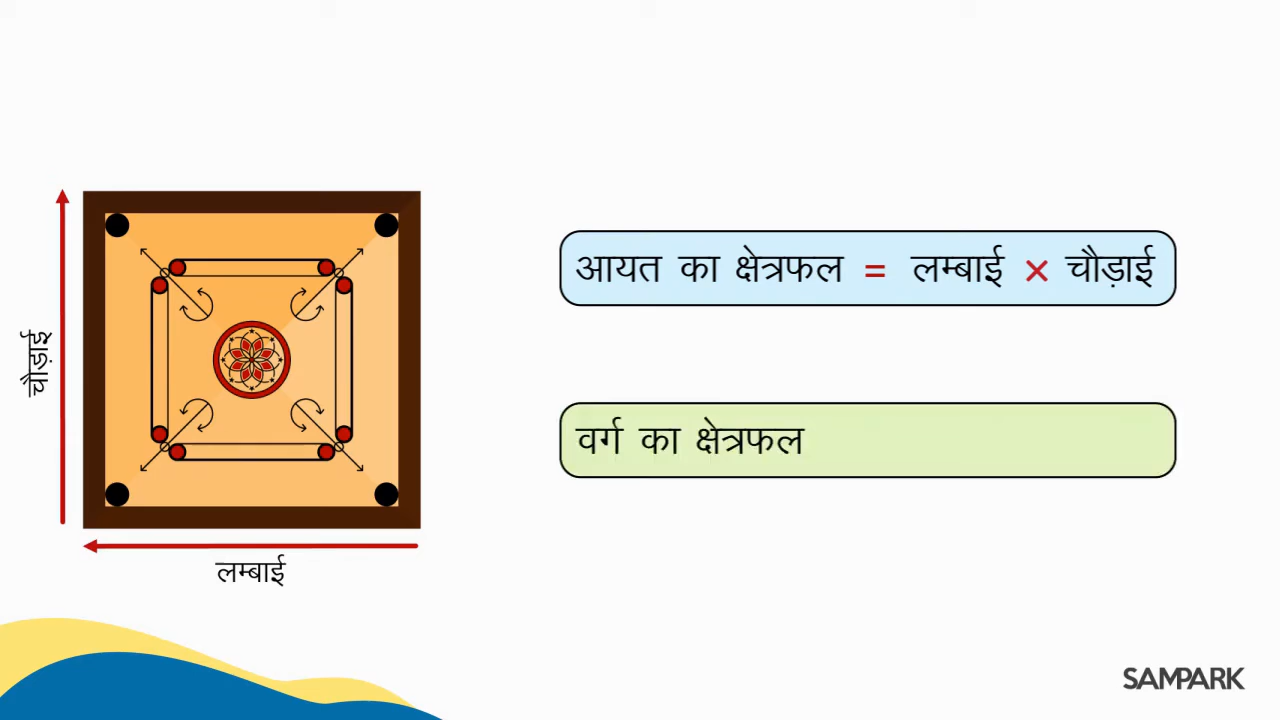 आयत का क्षेत्रफल = लम्बाई × चौड़ाई
चौड़ाई
वर्ग का क्षेत्रफल
लम्बाई
SAMPARK